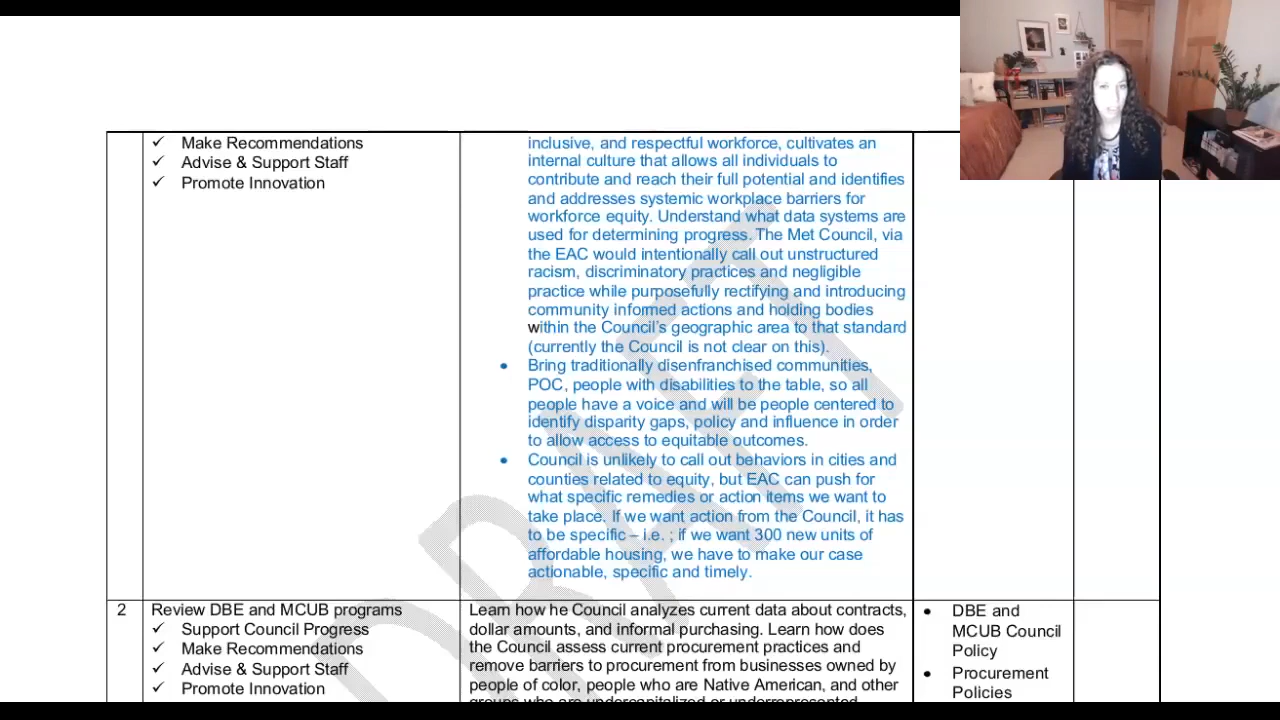 ✓ Make Recommendations
✓ Advise & Support Staff
✓ Promote Innovation
inclusive, and respectful workforce, cultivates an
internal culture that allows all individuals to
contribute and reach their full potential and identifies
and addresses systemic workplace barriers for
workforce equity. Understand what data systems are
used for determining progress. The Met Council, via
the EAC would intentionally call out unstructured
racism, discriminatory practices and negligible
practice while purposefully rectifying and introducing
community informed actions and holding bodies
within the Council's geographic area to that standard
(currently the Council is not clear on this).
• Bring traditionally disenfranchised communities,
POC, people with disabilities to the table, so all
people have a voice and will be people centered to
identify disparity gaps, policy and influence in order
to allow access to equitable outcomes.
• Council is unlikely to call out behaviors in cities and
counties related to equity, but EAC can push for
what specific remedies or action items we want to
take place. If we want action from the Council, it has
to be specific – i.e. ; if we want 300 new units of
affordable housing, we have to make our case
actionable, specific and timely.
2
Review DBE and MCUB programs
✓ Support Council Progress
✓ Make Recommendations
✓ Advise & Support Staff
✓ Promote Innovation
Learn how he Council analyzes current data about contracts,
dollar amounts, and informal purchasing. Learn how does
the Council assess current procurement practices and
remove barriers to procurement from businesses owned by
people of color, people who are Native American, and other
groups who are undercapitalized or underrepresented
• DBE and
MCUB Council
Policy
• Procurement
Policies
DRAFT